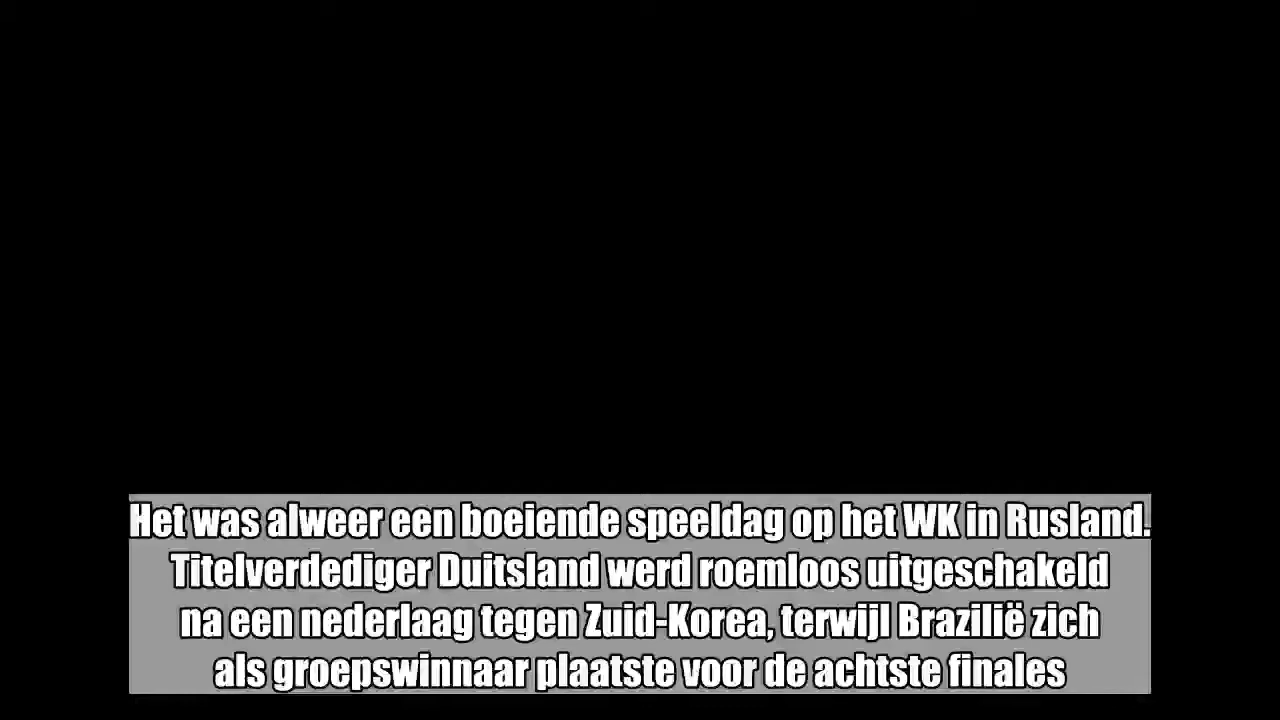 Het was alweer een boeiende speeldag op het WK in Rusland.
Titelverdediger Duitsland werd roemloos uitgeschakeld
na een nederlaag tegen Zuid-Korea, terwijl Brazilië zich
als groepswinnaar plaatste voor de achtste finales